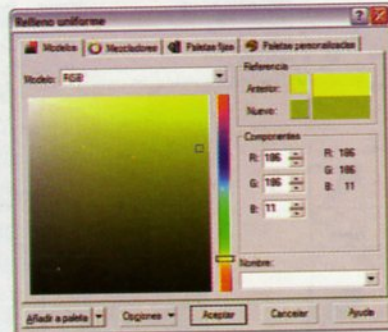 Relleno uniforme
Modelos Mezcladores Paletas fijas Paletas personalizadas
Modelo: RGB
Referencia
Anterior:
Nuevo:
Componentes
R: 186 R: 186
G: 186 G: 186
B: 11 B: 11
Nombre:
Añadir a paleta Opciones Aceptar Cancelar Ayuda